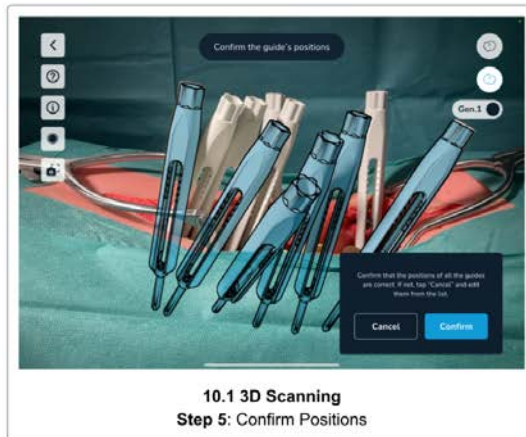 Confirm the guide's positions
Gen.1
Confirm that the positions of all the guides
are correct. If not, tap "Cancel" and edit
them from the list.
Cancel
Confirm
10.1 3D Scanning
Step 5: Confirm Positions